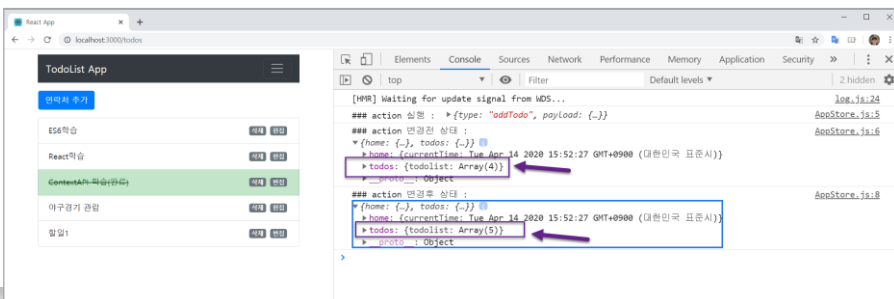 React App
localhost:3000/todos
TodoList App
연락처 추가
ES6학습 삭제 편집
React학습 삭제 편집
ContextAPI 학습(완료) 삭제 편집
야구경기 관람 삭제 편집
할일1 삭제 편집
Elements Console Sources Network Performance Memory Application Security
top Filter Default levels ▼ 2 hidden
[HMR] Waiting for update signal from WDS... log.js:24
### action 실행 : ▶{type: "addTodo", payload: {…}} AppStore.js:5
### action 변경전 상태 : AppStore.js:6
▼{home: {…}, todos: {…}}
▶home: {currentTime: Tue Apr 14 2020 15:52:27 GMT+0900 (대한민국 표준시)}
▶todos: {todolist: Array(4)}
▶__proto__: Object
### action 변경후 상태 : AppStore.js:8
▼{home: {…}, todos: {…}}
▶home: {currentTime: Tue Apr 14 2020 15:52:27 GMT+0900 (대한민국 표준시)}
▶todos: {todolist: Array(5)}
▶__proto__: Object